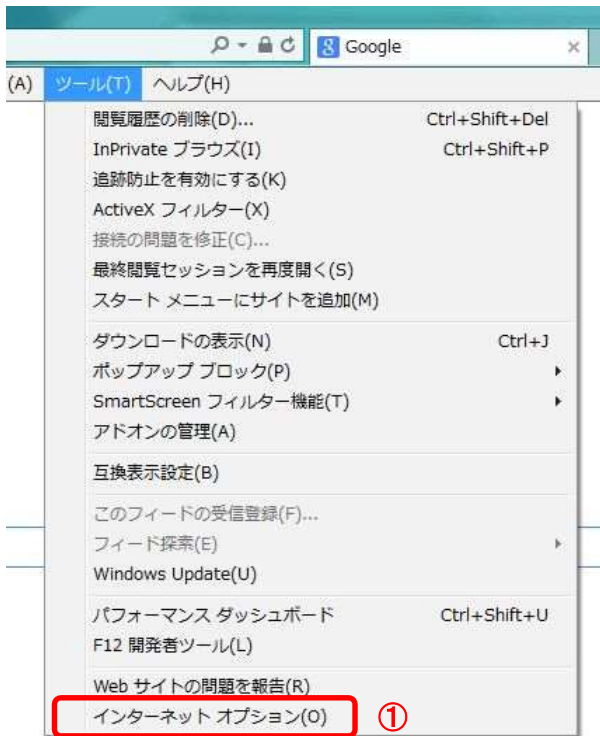 Google
(A) ツール(T) ヘルプ(H)
閲覧履歴の削除(D)... Ctrl+Shift+Del
InPrivate ブラウズ(I) Ctrl+Shift+P
追跡防止を有効にする(K)
ActiveX フィルター(X)
接続の問題を修正(C)...
最終閲覧セッションを再度開く(S)
スタート メニューにサイトを追加(M)
ダウンロードの表示(N) Ctrl+J
ポップアップ ブロック(P)
SmartScreen フィルター機能(T)
アドオンの管理(A)
互換表示設定(B)
このフィードの受信登録(F)...
フィード探索(E)
Windows Update(U)
パフォーマンス ダッシュボード Ctrl+Shift+U
F12 開発者ツール(L)
Web サイトの問題を報告(R)
インターネット オプション(O) ①